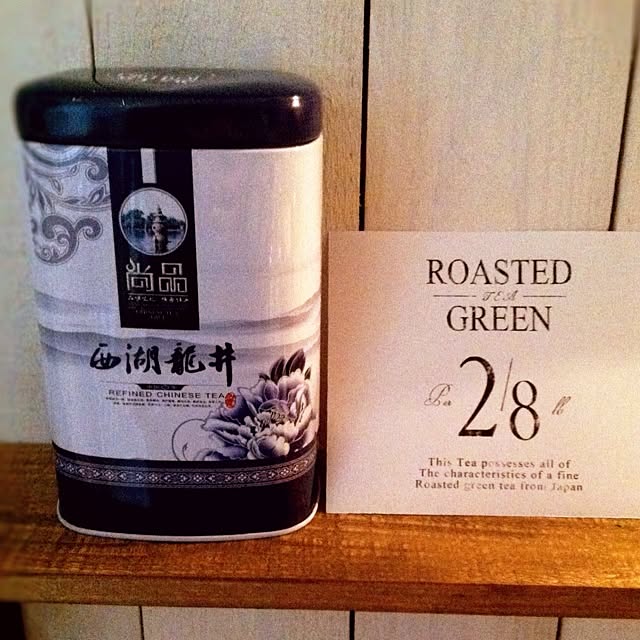 尚品
西湖龍井
REFINED CHINESE TEA
ROASTED
TEA
GREEN
Per 2/8 lb
This Tea possesses all of
The characteristics of a fine
Roasted green tea from Japan